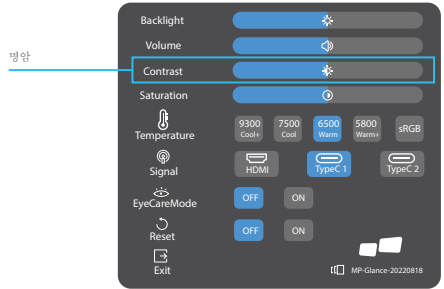 Backlight
Volume
명암
Contrast
Saturation
Temperature
9300 Cool+
7500 Cool
6500 Warm
5800 Warm+
sRGB
Signal
HDMI
TypeC 1
TypeC 2
EyeCareMode
OFF
ON
Reset
OFF
ON
Exit
MP-Glance-20220818